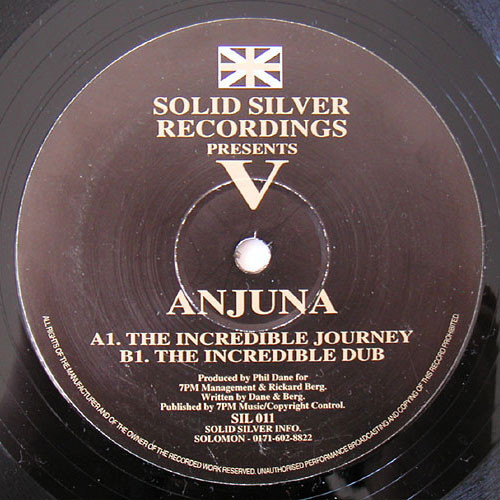 SOLID SILVER
RECORDINGS
PRESENTS
V
ANJUNA
A1. THE INCREDIBLE JOURNEY
B1. THE INCREDIBLE DUB
Produced by Phil Dane for
7PM Management & Rickard Berg.
Written by Dane & Berg.
Published by 7PM Music/Copyright Control.
SIL 011
SOLID SILVER INFO.
SOLOMON - 0171-602-8822
ALL RIGHTS OF THE MANUFACTURER AND OF THE OWNER OF THE RECORDED WORK RESERVED. UNAUTHORISED PERFORMANCE BROADCASTING AND COPYING OF THIS RECORD PROHIBITED.